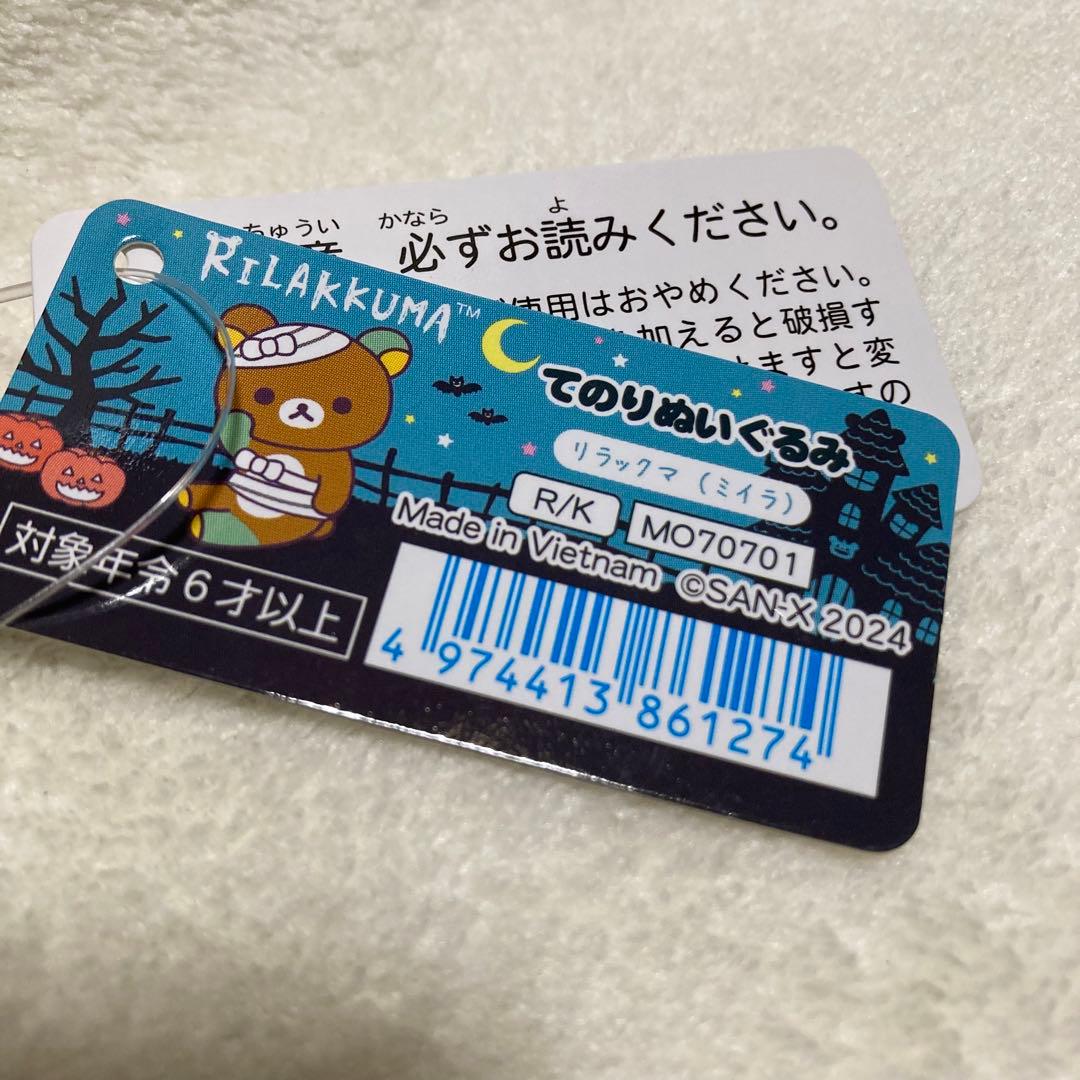 ちゅうい かなら よ
必ずお読みください。
使用はおやめください。
加えると破損す
ますと変
RILAKKUMA™
てのりぬいぐるみ
リラックマ（ミイラ）
R/K MO70701
Made in Vietnam ©SAN-X 2024
対象年令6才以上
4 974413 861274